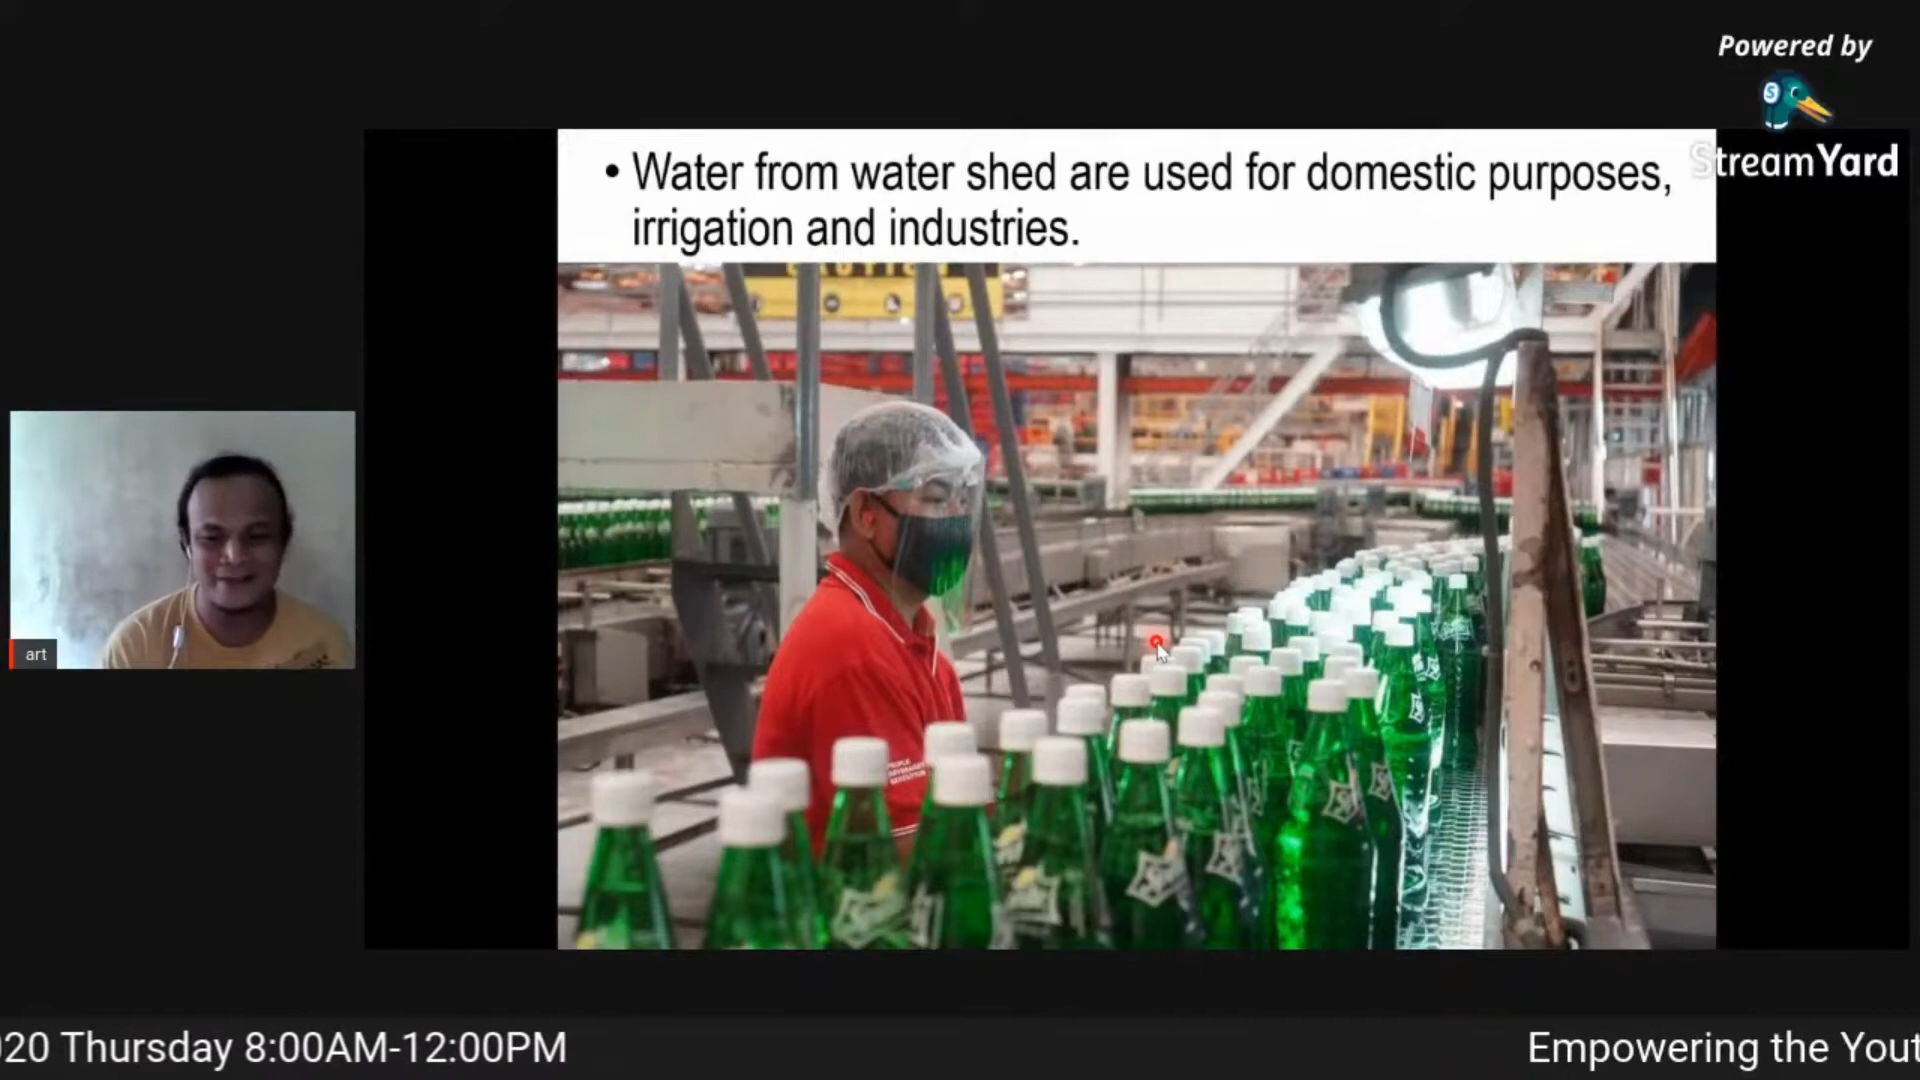 Powered by
StreamYard
• Water from water shed are used for domestic purposes,
irrigation and industries.
art
020 Thursday 8:00AM-12:00PM
Empowering the Yout